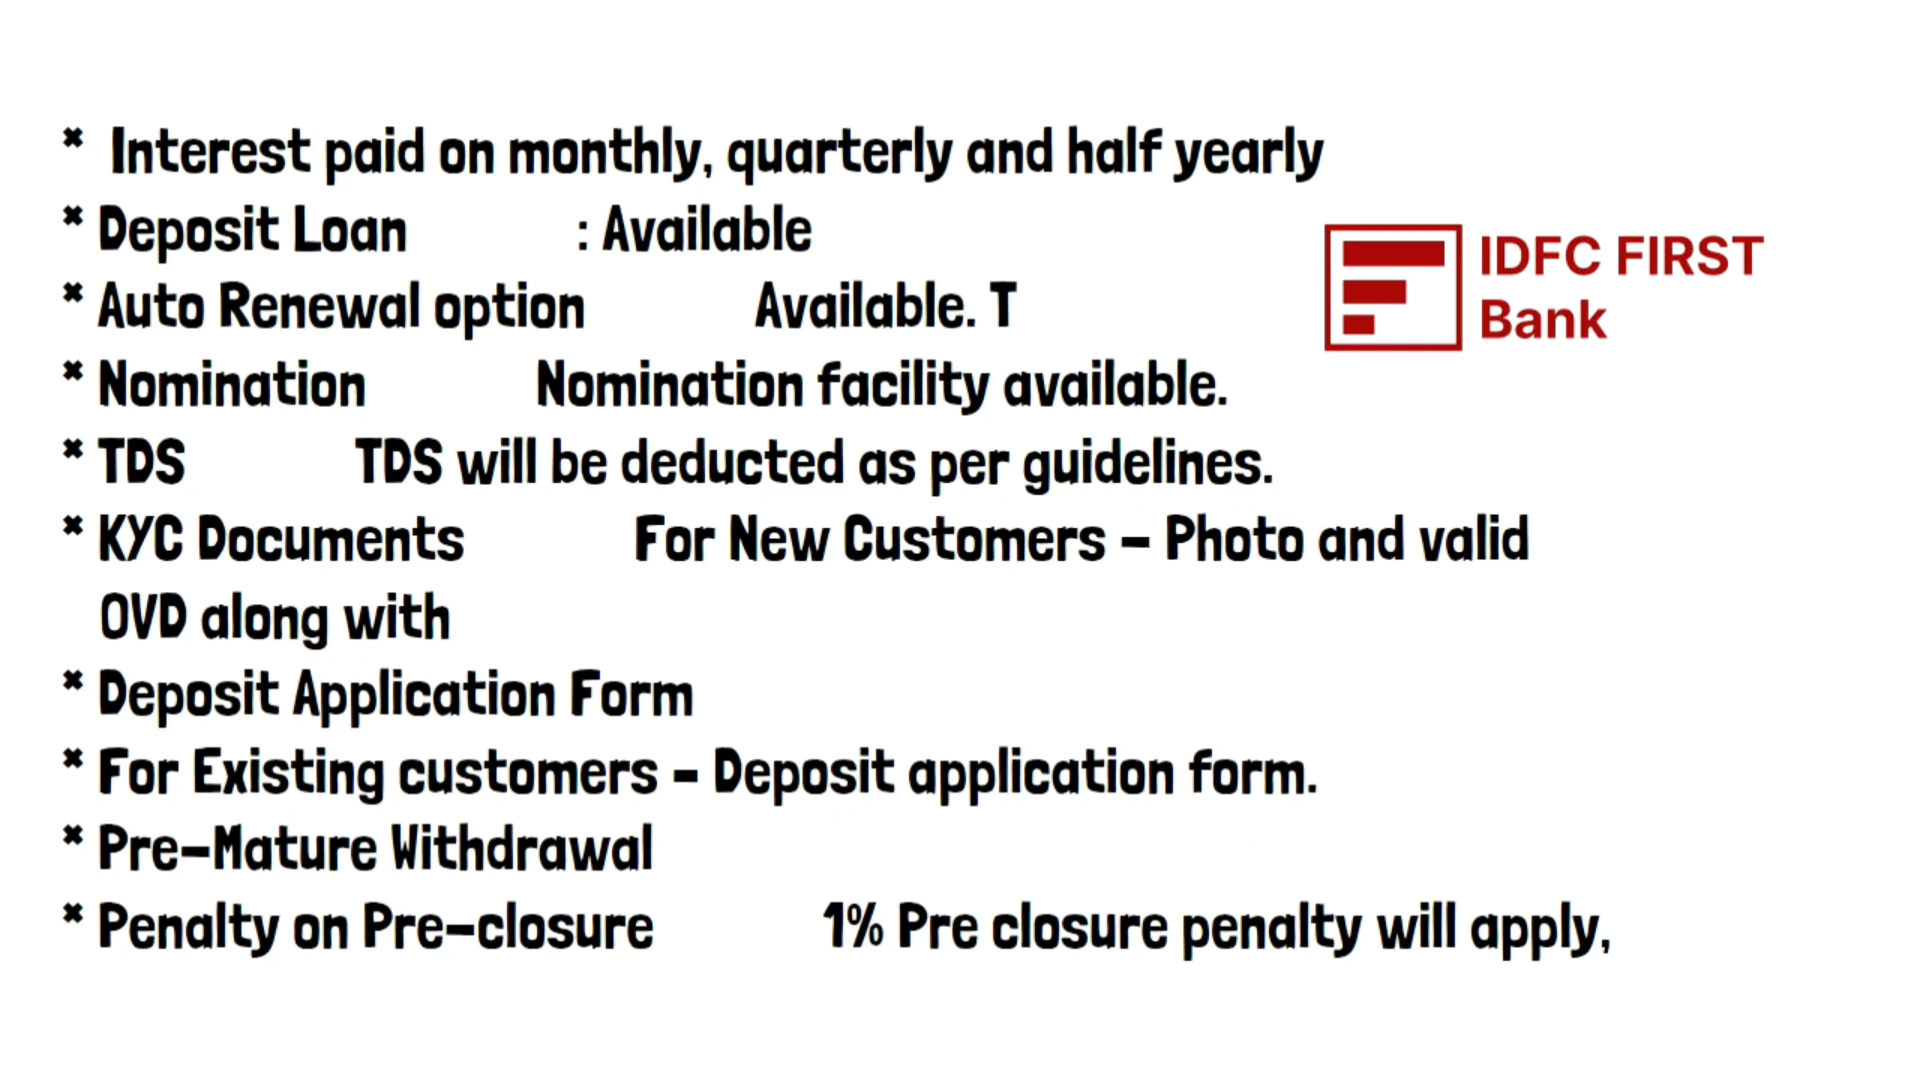 * Interest paid on monthly, quarterly and half yearly
* Deposit Loan : Available
* Auto Renewal option Available. T
* Nomination Nomination facility available.
* TDS TDS will be deducted as per guidelines.
* KYC Documents For New Customers – Photo and valid
OVD along with
* Deposit Application Form
* For Existing customers – Deposit application form.
* Pre-Mature Withdrawal
* Penalty on Pre-closure 1% Pre closure penalty will apply,
IDFC FIRST
Bank